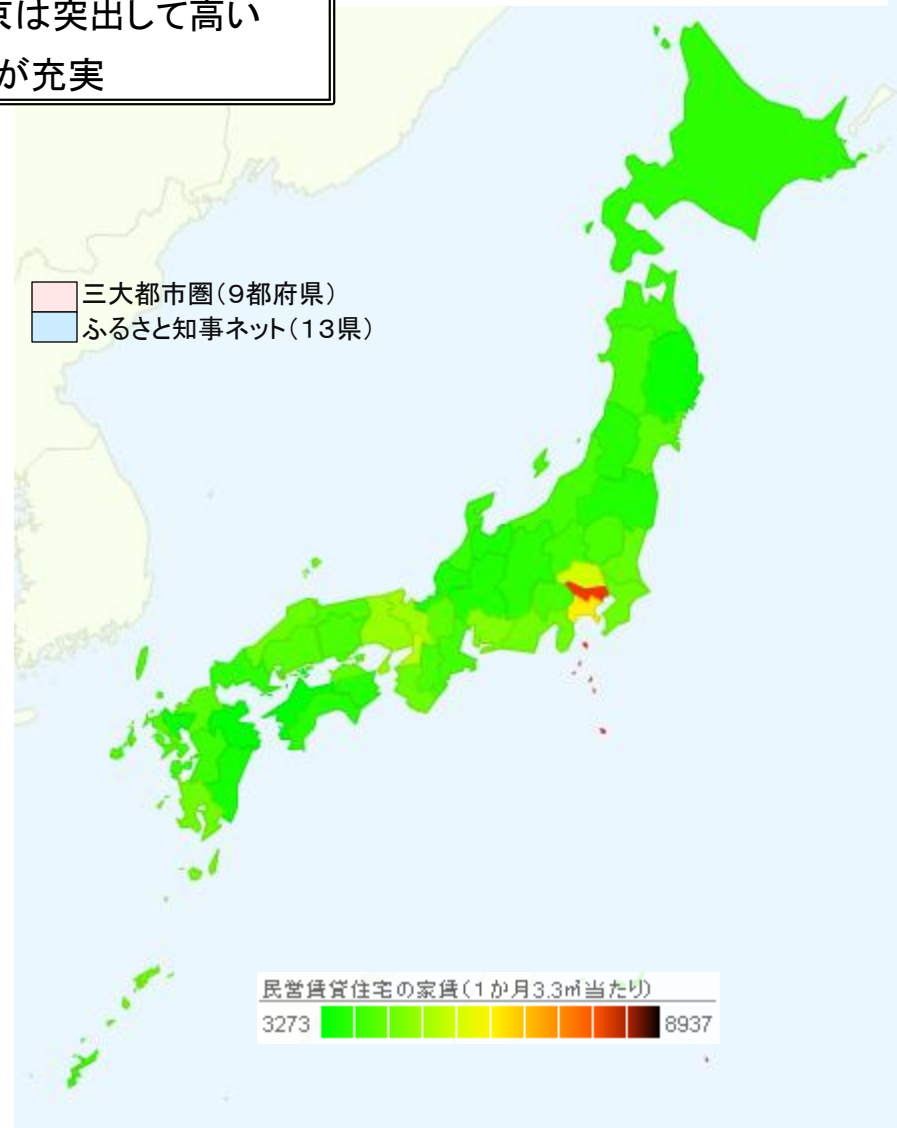 京は突出して高い
が充実
三大都市圏(9都府県)
ふるさと知事ネット(13県)
民営賃貸住宅の家賃(1か月3.3㎡当たり)
3273 8937